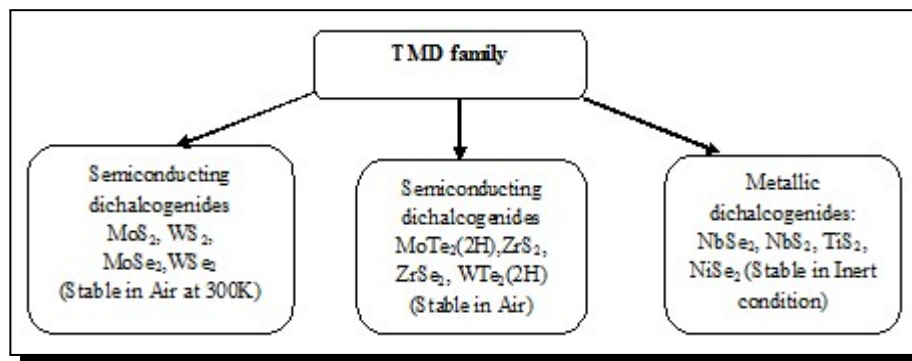 TMD family
Semiconducting
dichalcogenides
MoS₂, WS₂,
MoSe₂,WSe₂
(Stable in Air at 300K)
Semiconducting
dichalcogenides
MoTe₂(2H),ZrS₂,
ZrSe₂, WTe₂(2H)
(Stable in Air)
Metallic
dichalcogenides:
NbSe₂, NbS₂, TiS₂,
NiSe₂ (Stable in Inert
condition)